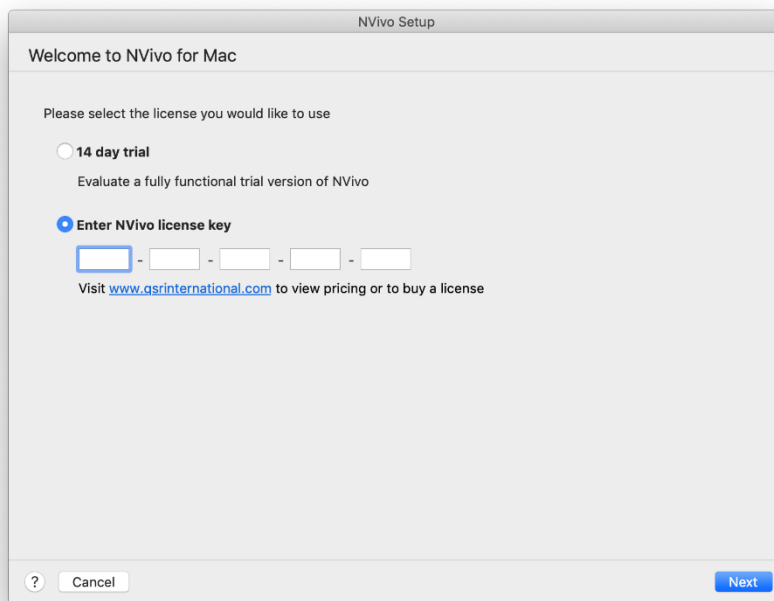 NVivo Setup
Welcome to NVivo for Mac
Please select the license you would like to use
14 day trial
Evaluate a fully functional trial version of NVivo
Enter NVivo license key
- - - -
Visit www.qsrinternational.com to view pricing or to buy a license
? Cancel Next